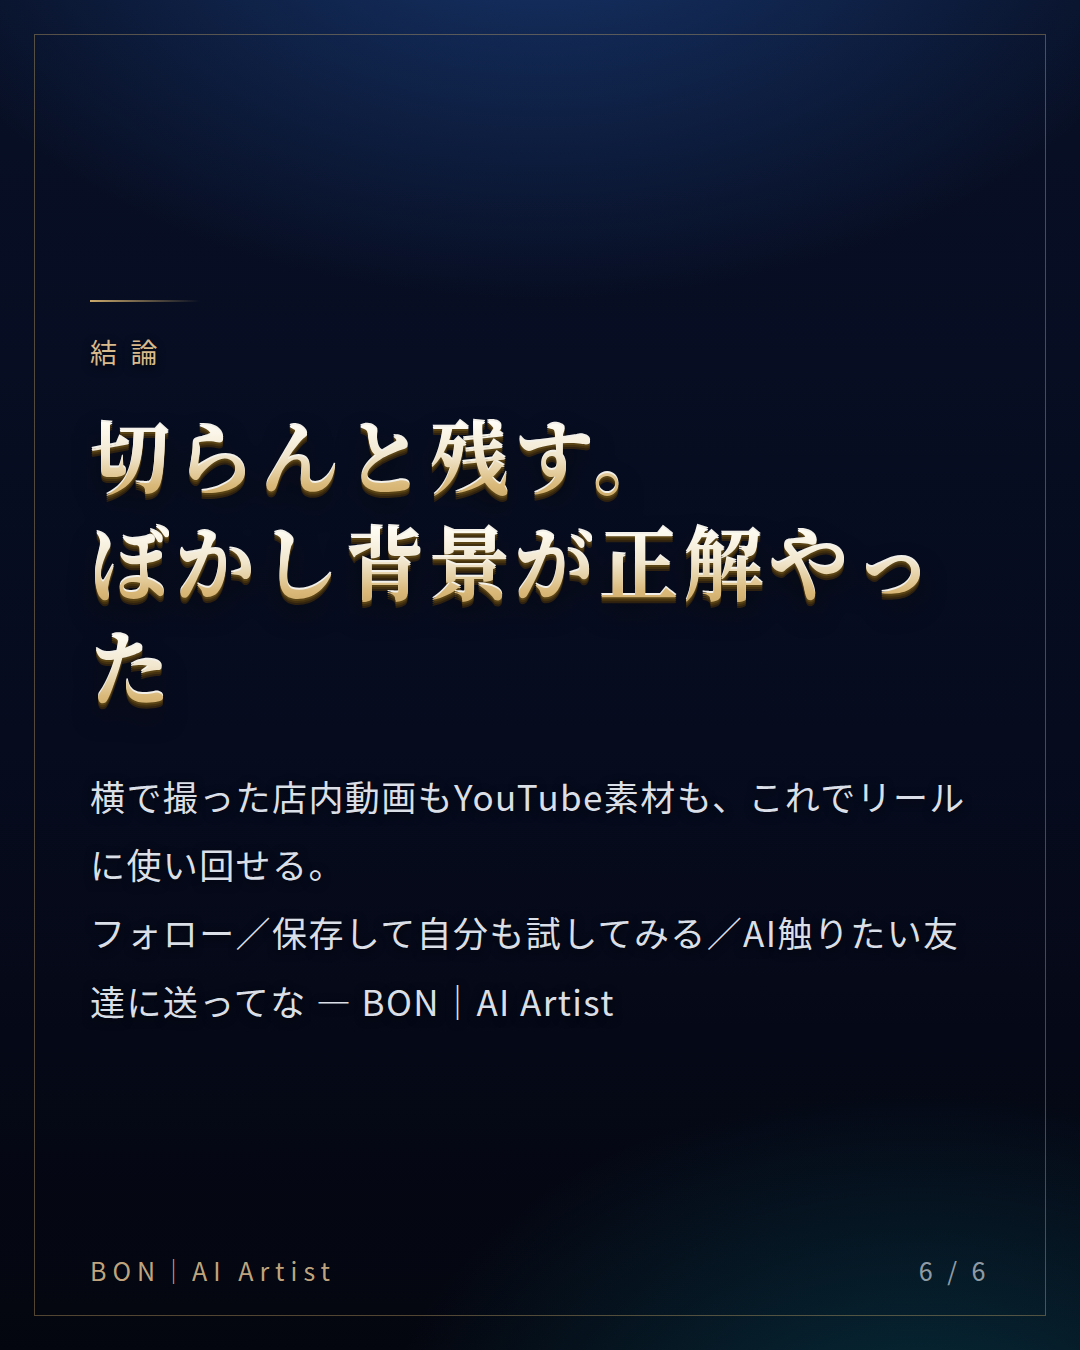 結論
切らんと残す。
ぼかし背景が正解やっ
た
横で撮った店内動画もYouTube素材も、これでリール
に使い回せる。
フォロー／保存して自分も試してみる／AI触りたい友
達に送ってな — BON｜AI Artist
BON｜AI Artist
6 / 6